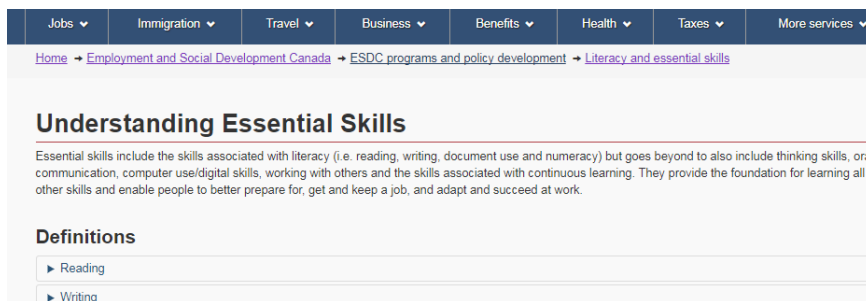 Jobs Immigration Travel Business Benefits Health Taxes More services
Home → Employment and Social Development Canada → ESDC programs and policy development → Literacy and essential skills
Understanding Essential Skills
Essential skills include the skills associated with literacy (i.e. reading, writing, document use and numeracy) but goes beyond to also include thinking skills,
communication, computer use/digital skills, working with others and the skills associated with continuous learning. They provide the foundation for learning all
other skills and enable people to better prepare for, get and keep a job, and adapt and succeed at work.
Definitions
Reading
Writing